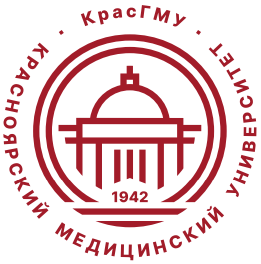 КрасГМу
КРАСНОЯРСКИЙ МЕДИЦИНСКИЙ УНИВЕРСИТЕТ
1942